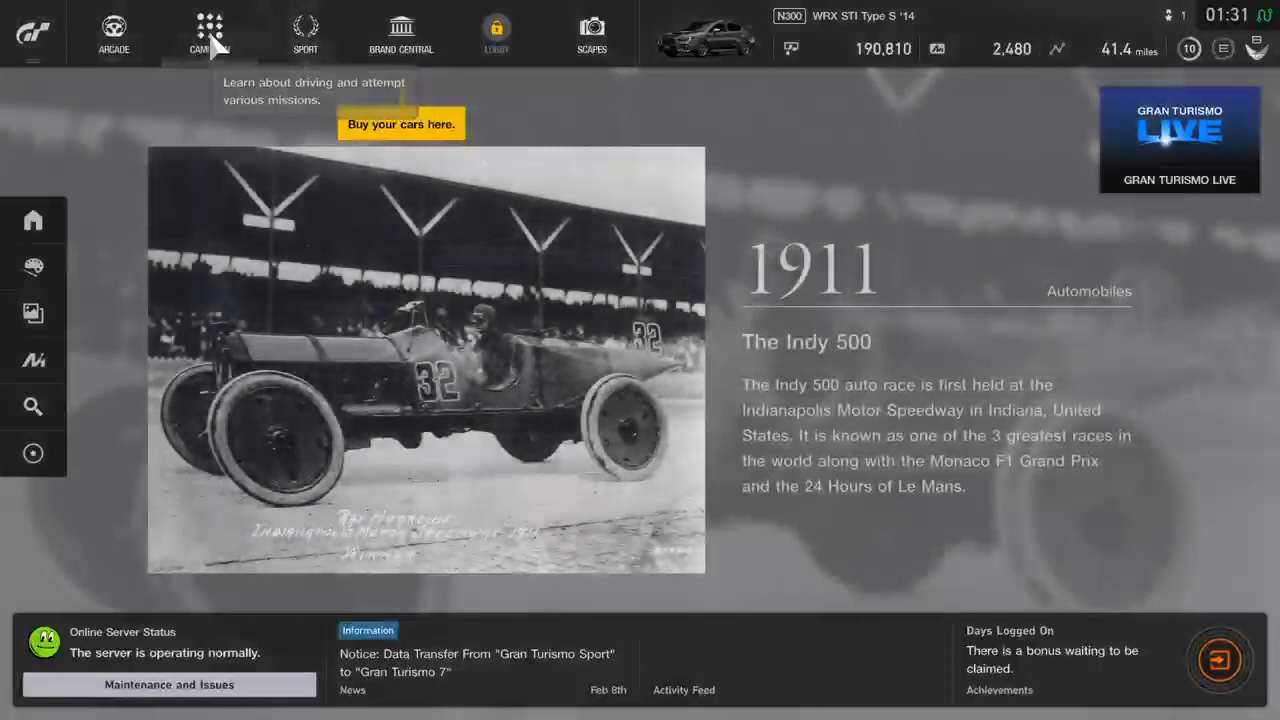 ARCADE
SPORT
BRAND CENTRAL
LOBBY
SCAPES
N300 WRX STI Type S '14
190,810
2,480
41.4 miles
1
01:31
10
Learn about driving and attempt
various missions.
Buy your cars here.
GRAN TURISMO
LIVE
GRAN TURISMO LIVE
32
32
1911
Automobiles
The Indy 500
The Indy 500 auto race is first held at the
Indianapolis Motor Speedway in Indiana, United
States. It is known as one of the 3 greatest races in
the world along with the Monaco F1 Grand Prix
and the 24 Hours of Le Mans.
Online Server Status
The server is operating normally.
Maintenance and Issues
Information
Notice: Data Transfer From "Gran Turismo Sport"
to "Gran Turismo 7"
News
Feb 8th
Activity Feed
Days Logged On
There is a bonus waiting to be
claimed.
Achievements